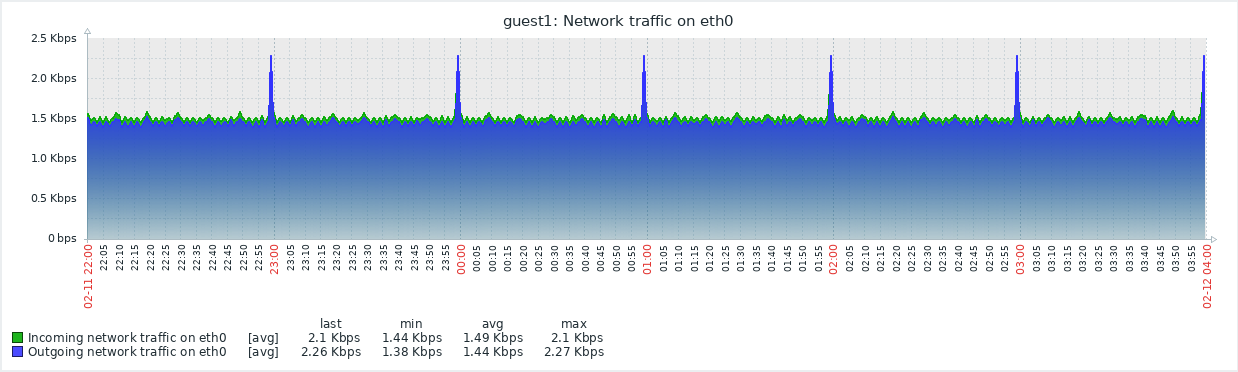 guest1: Network traffic on eth0
2.5 Kbps
2.0 Kbps
1.5 Kbps
1.0 Kbps
0.5 Kbps
0 bps
02-11 22:00 22:05 22:10 22:15 22:20 22:25 22:30 22:35 22:40 22:45 22:50 22:55 23:00 23:05 23:10 23:15 23:20 23:25 23:30 23:35 23:40 23:45 23:50 23:55 00:00 00:05 00:10 00:15 00:20 00:25 00:30 00:35 00:40 00:45 00:50 00:55 01:00 01:05 01:10 01:15 01:20 01:25 01:30 01:35 01:40 01:45 01:50 01:55 02:00 02:05 02:10 02:15 02:20 02:25 02:30 02:35 02:40 02:45 02:50 02:55 03:00 03:05 03:10 03:15 03:20 03:25 03:30 03:35 03:40 03:45 03:50 03:55 02-12 04:00
last min avg max
Incoming network traffic on eth0 [avg] 2.1 Kbps 1.44 Kbps 1.49 Kbps 2.1 Kbps
Outgoing network traffic on eth0 [avg] 2.26 Kbps 1.38 Kbps 1.44 Kbps 2.27 Kbps